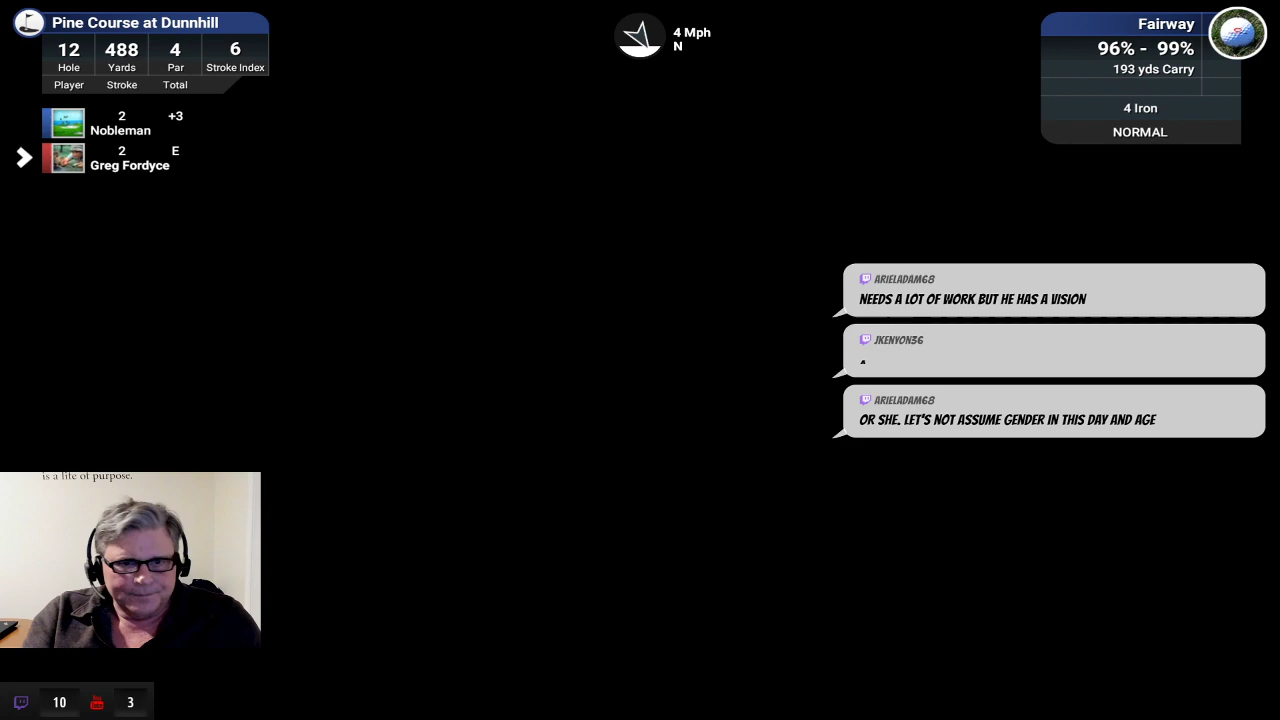 Pine Course at Dunnhill
12 488 4 6
Hole Yards Par Stroke Index
Player Stroke Total
2 +3
Nobleman
2 E
Greg Fordyce
4 Mph
N
Fairway
96% - 99%
193 yds Carry
4 Iron
NORMAL
ARIELADAM68
NEEDS A LOT OF WORK BUT HE HAS A VISION
JKENYON36
^
ARIELADAM68
OR SHE. LET'S NOT ASSUME GENDER IN THIS DAY AND AGE
is a life of purpose.
10
You Tube
3